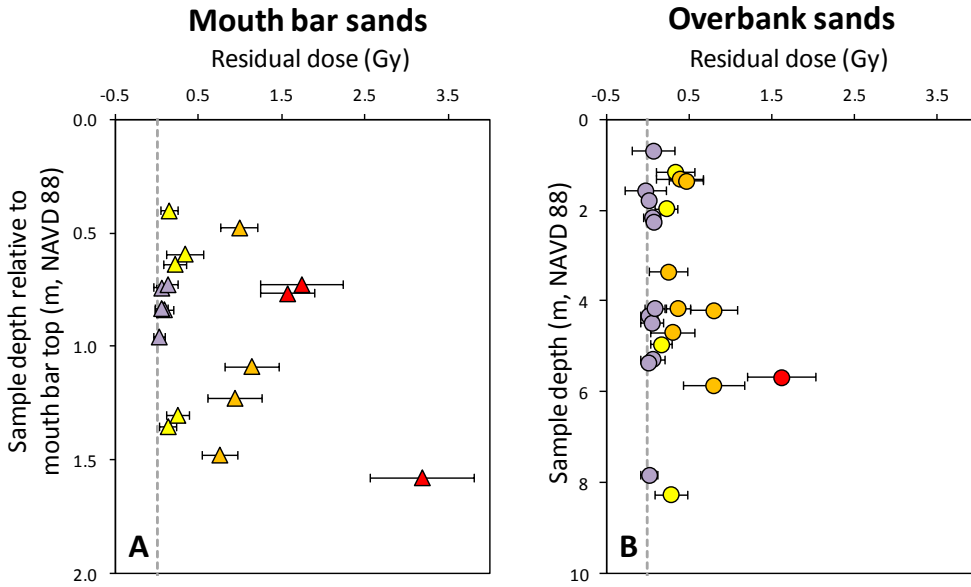 Mouth bar sands
Residual dose (Gy)
-0.5 0.5 1.5 2.5 3.5
0.0
0.5
1.0
1.5
2.0
Sample depth relative to
mouth bar top (m, NAVD 88)
A
Overbank sands
Residual dose (Gy)
-0.5 0.5 1.5 2.5 3.5
0
2
4
6
8
10
Sample depth (m, NAVD 88)
B